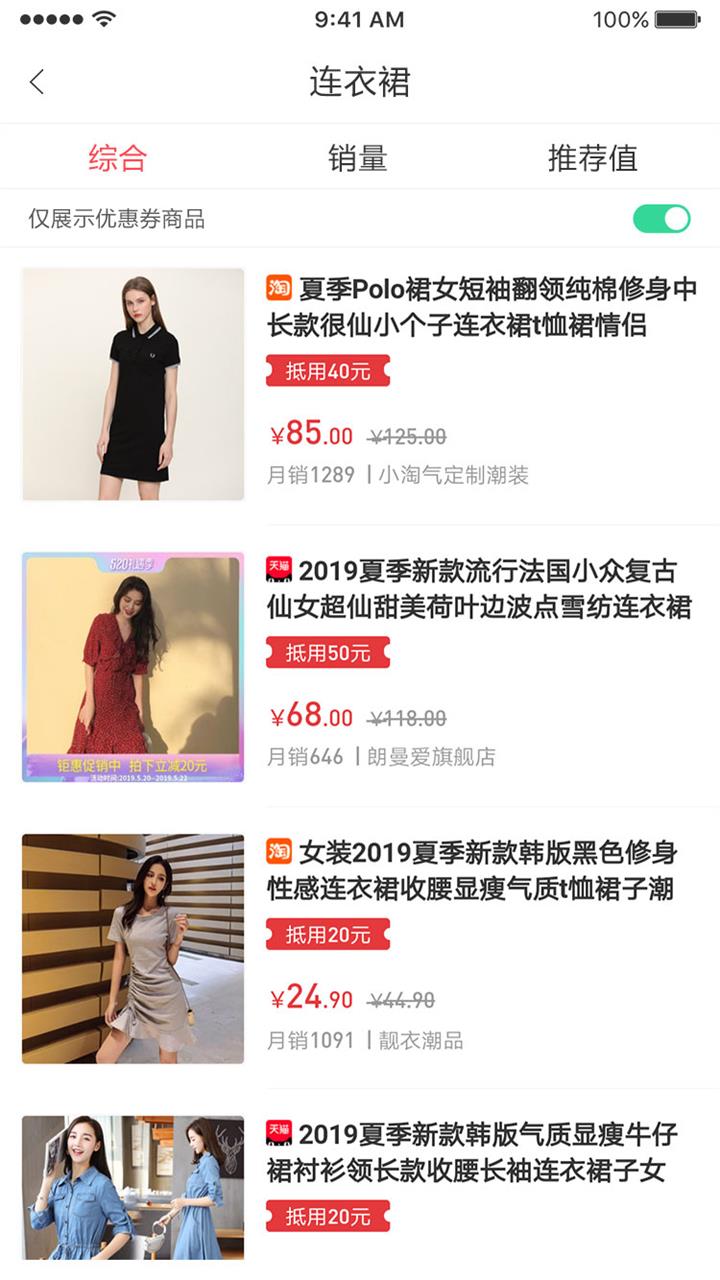 9:41 AM
100%
连衣裙
综合
销量
推荐值
仅展示优惠券商品
淘 夏季Polo裙女短袖翻领纯棉修身中
长款很仙小个子连衣裙t恤裙情侣
抵用40元
¥85.00 ¥125.00
月销1289 | 小淘气定制潮装
520礼遇季
钜惠促销中 拍下立减20元
活动时间:2019.5.20--2019.5.23
天猫 2019夏季新款流行法国小众复古
仙女超仙甜美荷叶边波点雪纺连衣裙
抵用50元
¥68.00 ¥118.00
月销646 | 朗曼爱旗舰店
淘 女装2019夏季新款韩版黑色修身
性感连衣裙收腰显瘦气质t恤裙子潮
抵用20元
¥24.90 ¥44.90
月销1091 | 靓衣潮品
天猫 2019夏季新款韩版气质显瘦牛仔
裙衬衫领长款收腰长袖连衣裙子女
抵用20元